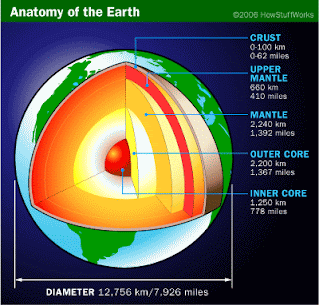 Anatomy of the Earth
©2006 HowStuffWorks
CRUST
0-100 km
0-62 miles
UPPER
MANTLE
660 km
410 miles
MANTLE
2,240 km
1,392 miles
OUTER CORE
2,200 km
1,367 miles
INNER CORE
1,250 km
778 miles
DIAMETER 12,756 km/7,926 miles